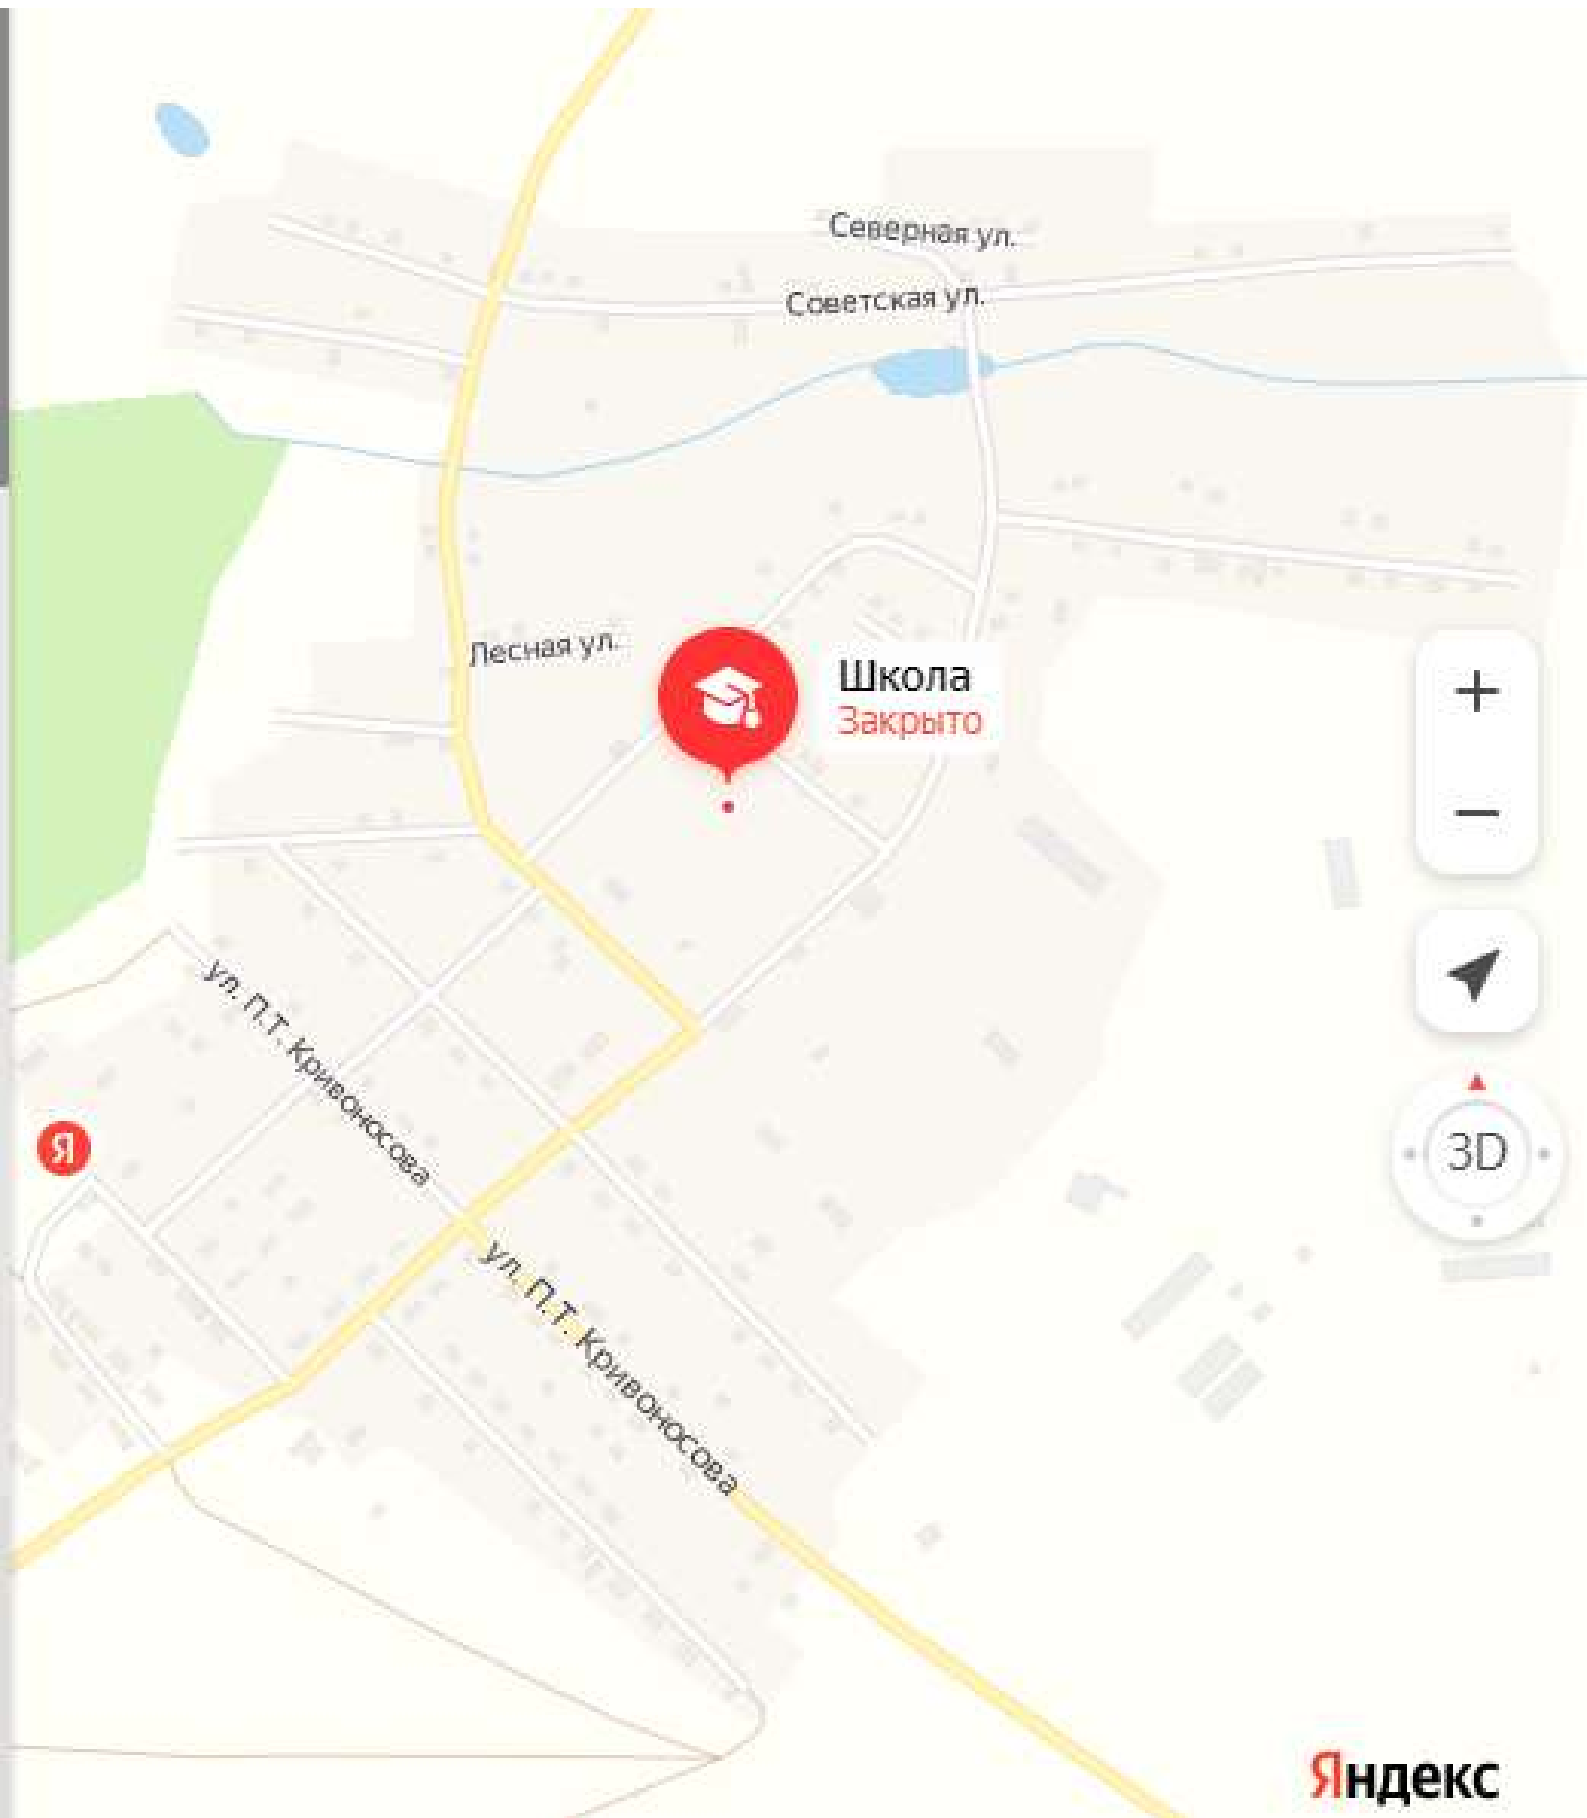 Северная ул.
Советская ул.
Лесная ул.
Школа
Закрыто
+
−
ул. П.Т. Кривоносова
Я
3D
ул. П.Т. Кривоносова
Яндекс